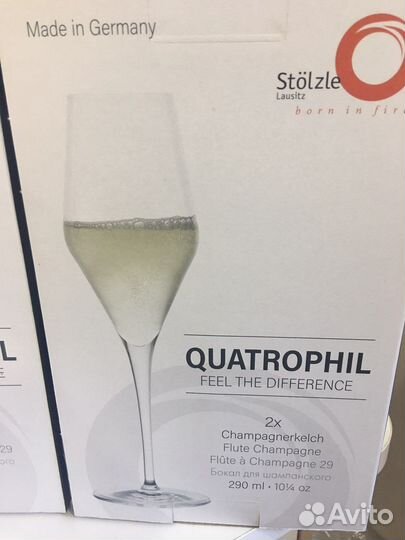 Made in Germany
Stölzle
Lausitz
born in fire
QUATROPHIL
FEEL THE DIFFERENCE
2x
Champagnerkelch
Flute Champagne
Flûte à Champagne 29
Бокал для шампанского
290 ml · 10¼ oz
L
29
Avito